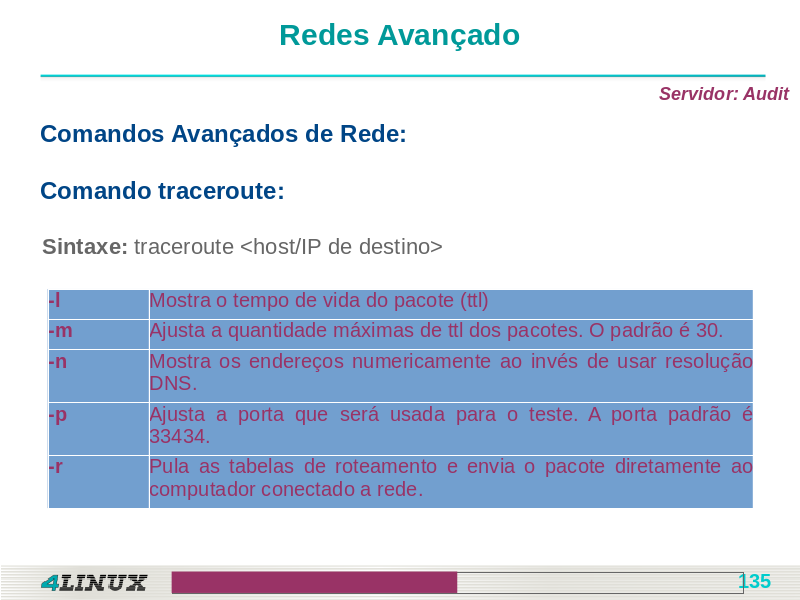 Redes Avançado
Servidor: Audit
Comandos Avançados de Rede:
Comando traceroute:
Sintaxe: traceroute <host/IP de destino>
-l Mostra o tempo de vida do pacote (ttl)
-m Ajusta a quantidade máximas de ttl dos pacotes. O padrão é 30.
-n Mostra os endereços numericamente ao invés de usar resolução
DNS.
-p Ajusta a porta que será usada para o teste. A porta padrão é
33434.
-r Pula as tabelas de roteamento e envia o pacote diretamente ao
computador conectado a rede.
4LINUX
135